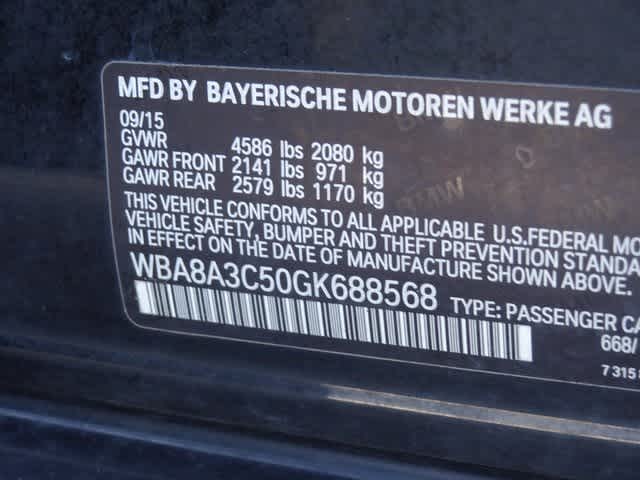 MFD BY BAYERISCHE MOTOREN WERKE AG
09/15
GVWR 4586 lbs 2080 kg
GAWR FRONT 2141 lbs 971 kg
GAWR REAR 2579 lbs 1170 kg
THIS VEHICLE CONFORMS TO ALL APPLICABLE U.S.FEDERAL MO
VEHICLE SAFETY, BUMPER AND THEFT PREVENTION STANDA
IN EFFECT ON THE DATE OF MANUFACTURE SHOWN ABOVE.
WBA8A3C50GK688568 TYPE: PASSENGER CA
668/
7 315 8